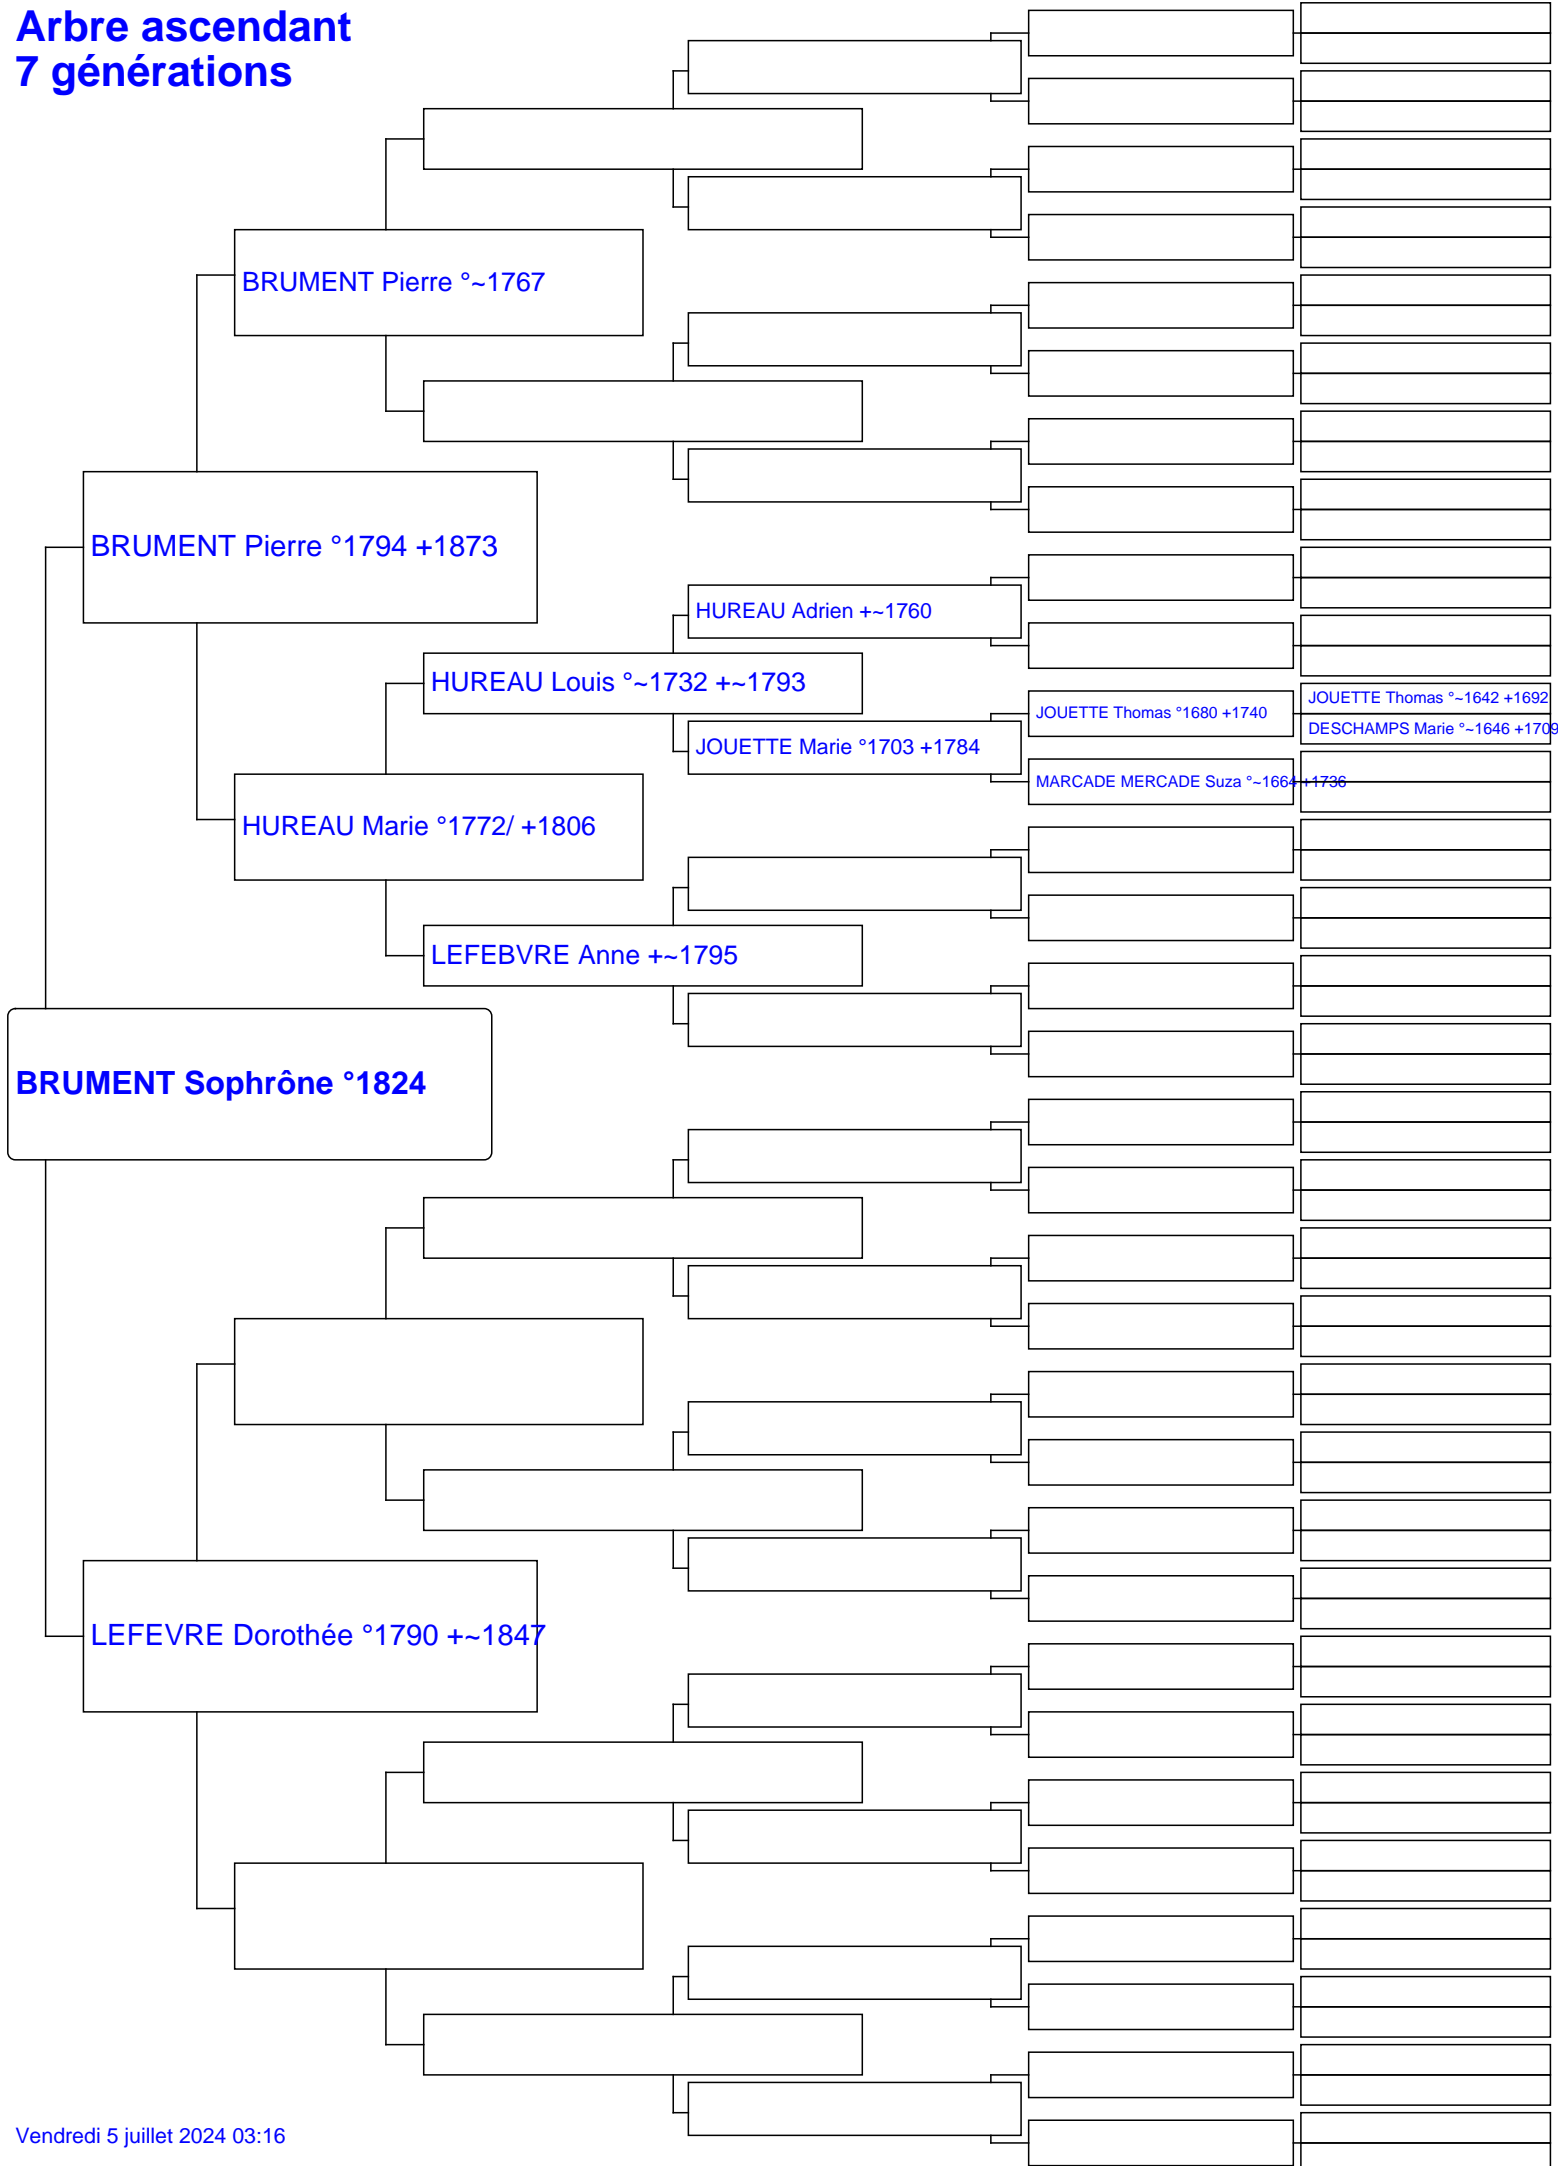 Arbre ascendant
7 générations
BRUMENT Pierre °~1767
BRUMENT Pierre °1794 +1873
HUREAU Adrien +~1760
HUREAU Louis °~1732 +~1793
JOUETTE Thomas °~1642 +1692
JOUETTE Thomas °1680 +1740
DESCHAMPS Marie °~1646 +1709
JOUETTE Marie °1703 +1784
MARCADE MERCADE Suza °~1664 +1736
HUREAU Marie °1772/ +1806
LEFEBVRE Anne +~1795
BRUMENT Sophrône °1824
LEFEVRE Dorothée °1790 +~1847
Vendredi 5 juillet 2024 03:16